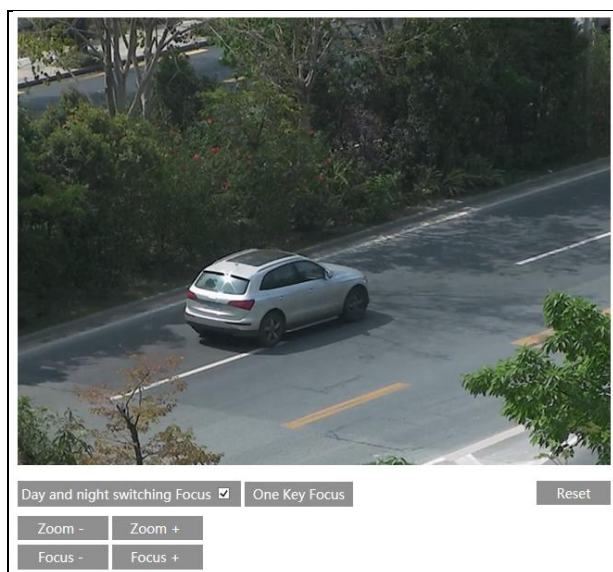 Day and night switching Focus One Key Focus Reset
Zoom - Zoom +
Focus - Focus +